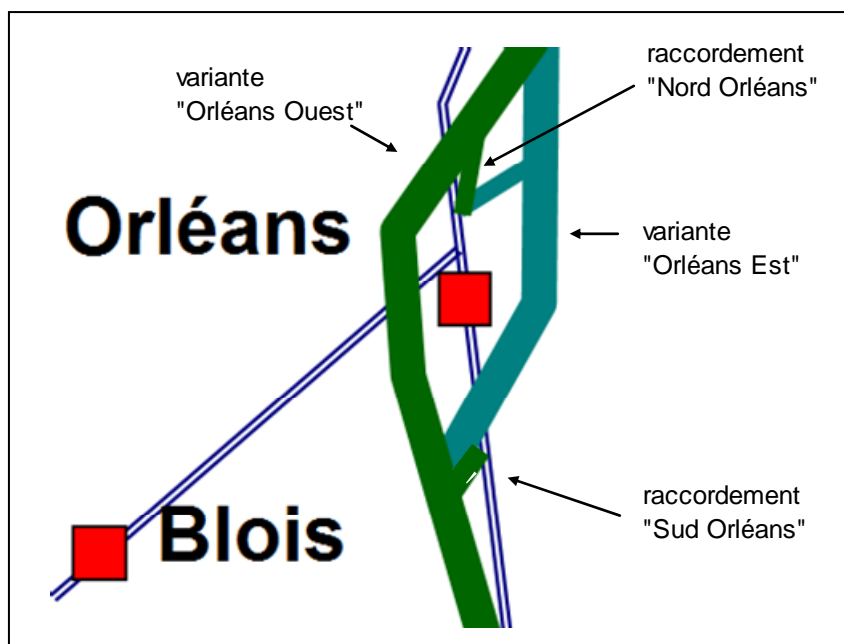 variante
"Orléans Ouest"
raccordement
"Nord Orléans"
Orléans
variante
"Orléans Est"
Blois
raccordement
"Sud Orléans"